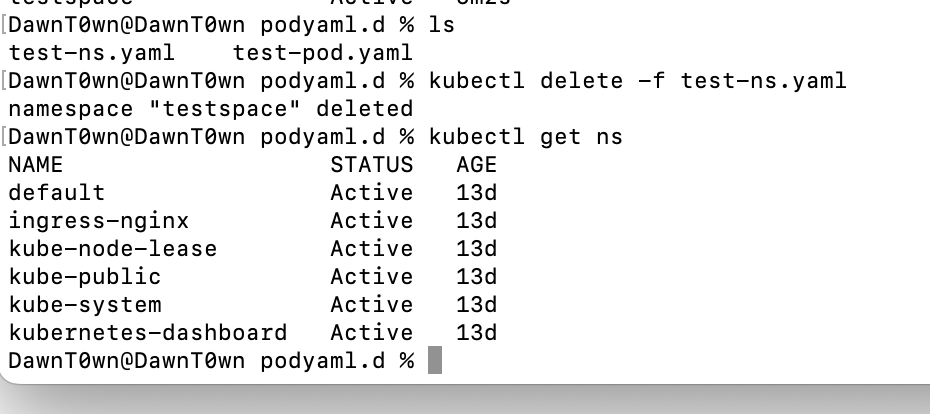 [DawnT0wn@DawnT0wn podyaml.d % ls
test-ns.yaml    test-pod.yaml
[DawnT0wn@DawnT0wn podyaml.d % kubectl delete -f test-ns.yaml
namespace "testspace" deleted
[DawnT0wn@DawnT0wn podyaml.d % kubectl get ns
NAME                   STATUS   AGE
default                Active   13d
ingress-nginx          Active   13d
kube-node-lease        Active   13d
kube-public            Active   13d
kube-system            Active   13d
kubernetes-dashboard   Active   13d
DawnT0wn@DawnT0wn podyaml.d %